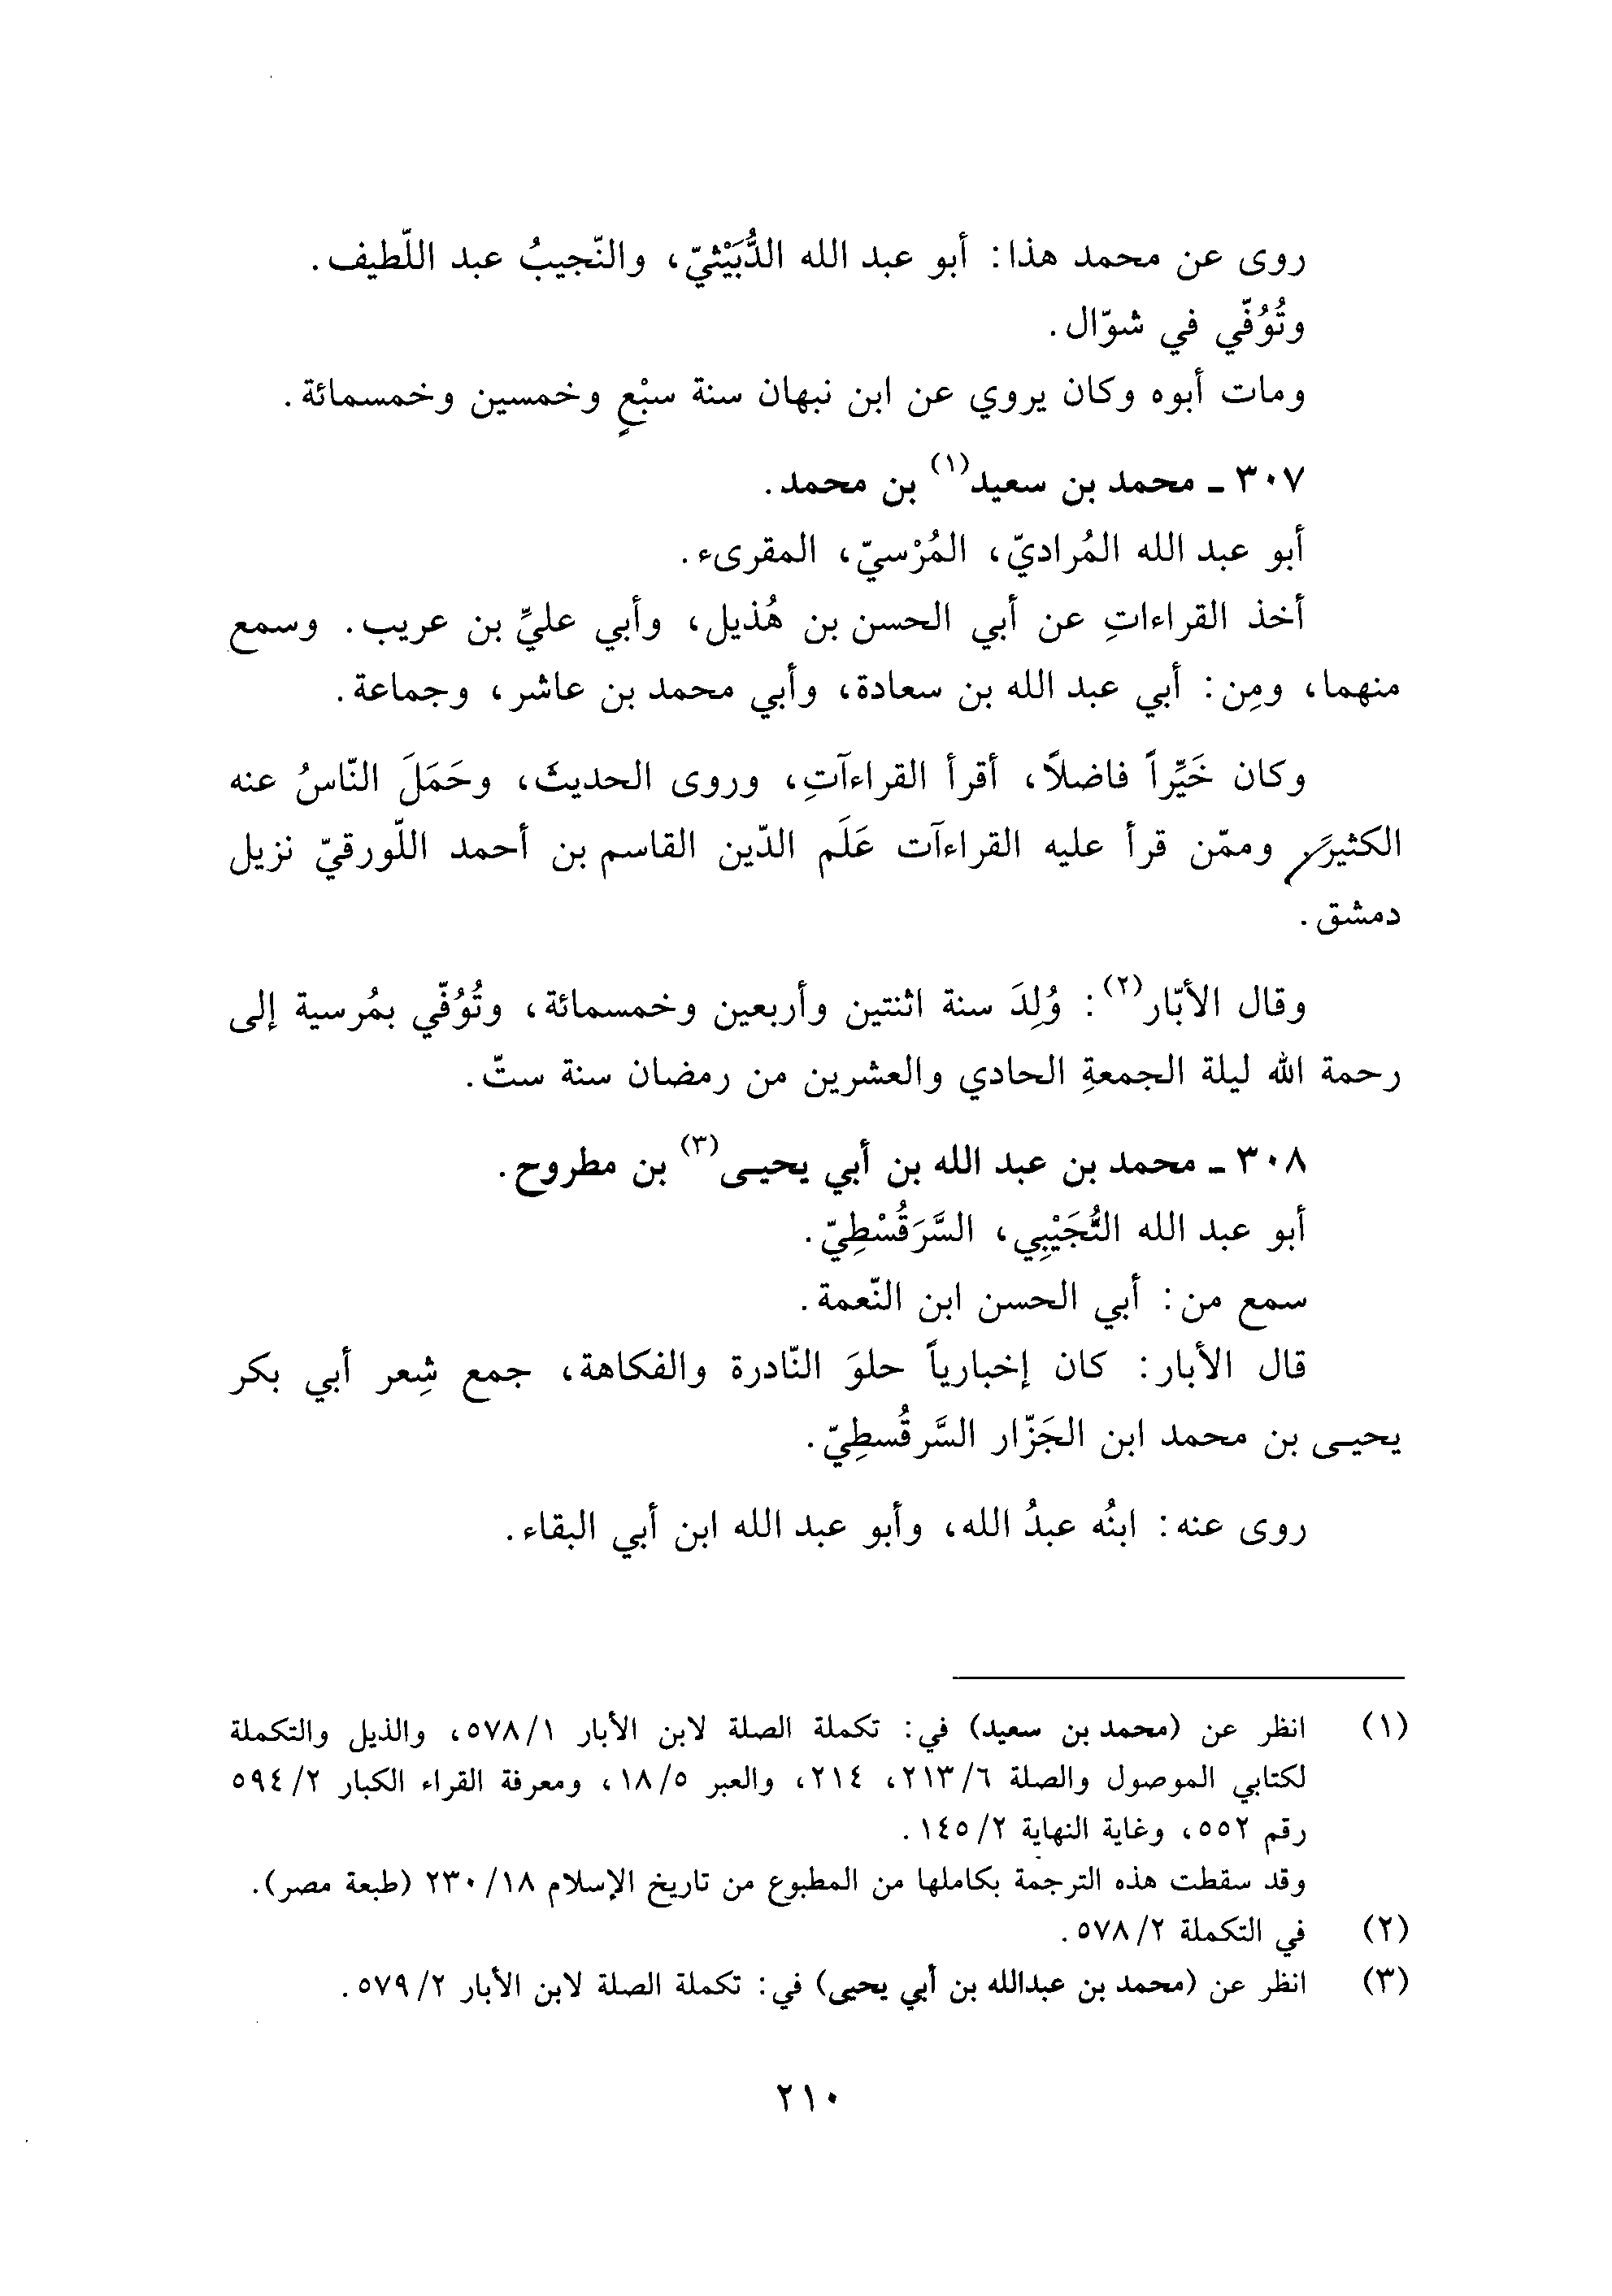 روى عن محمد هذا: أبو عبد الله الدُّبَيْثيّ، والنّجيبُ عبد اللّطيف.
وتُوُفّي في شوّال.
ومات أبوه وكان يروي عن ابن نبهان سنة سبْعٍ وخمسين وخمسمائة.
٣٠٧ ـ محمد بن سعيد(١) بن محمد.
أبو عبد الله المُراديّ، المُرْسيّ، المقرىء.
أخذ القراءاتِ عن أبي الحسن بن هُذيل، وأبي عليِّ بن عريب. وسمع
منهما، ومِن: أبي عبد الله بن سعادة، وأبي محمد بن عاشر، وجماعة.
وكان خَيِّراً فاضلاً، أقرأ القراءآتِ، وروى الحديثَ، وحَمَلَ النّاسُ عنه
الكثيرَ. وممّن قرأ عليه القراءآت عَلَم الدّين القاسم بن أحمد اللّورقيّ نزيل
دمشق.
وقال الأبّار(٢): وُلِدَ سنة اثنتين وأربعين وخمسمائة، وتُوُفّي بمُرسية إلى
رحمة الله ليلة الجمعةِ الحادي والعشرين من رمضان سنة ستّ.
٣٠٨ ـ محمد بن عبد الله بن أبي يحيى(٣) بن مطروح.
أبو عبد الله التُّجَيْبِي، السَّرَقُسْطِيّ.
سمع من: أبي الحسن ابن النّعمة.
قال الأبار: كان إخبارياً حلوَ النّادرة والفكاهة، جمع شِعر أبي بكر
يحيى بن محمد ابن الجَزّار السَّرقُسطِيّ.
روى عنه: ابنُه عبدُ الله، وأبو عبد الله ابن أبي البقاء.
(١) انظر عن (محمد بن سعيد) في: تكملة الصلة لابن الأبار ٥٧٨/١، والذيل والتكملة
لكتابي الموصول والصلة ٢١٣/٦، ٢١٤، والعبر ١٨/٥، ومعرفة القراء الكبار ٥٩٤/٢
رقم ٥٥٢، وغاية النهاية ١٤٥/٢.
وقد سقطت هذه الترجمة بكاملها من المطبوع من تاريخ الإسلام ٢٣٠/١٨ (طبعة مصر).
(٢) في التكملة ٥٧٨/٢.
(٣) انظر عن (محمد بن عبدالله بن أبي يحيى) في: تكملة الصلة لابن الأبار ٥٧٩/٢.
٢١٠